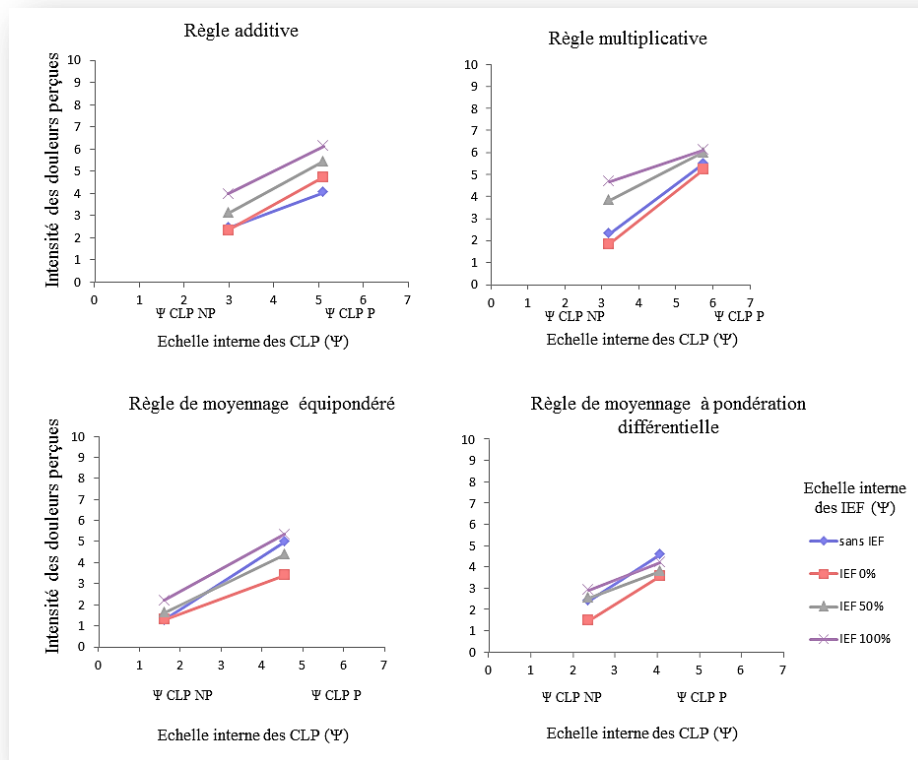 Règle additive
Intensité des douleurs perçues
10
9
8
7
6
5
4
3
2
1
0
0 1 2 3 4 5 6 7
Ψ CLP NP Ψ CLP P
Echelle interne des CLP (Ψ)
Règle multiplicative
10
9
8
7
6
5
4
3
2
1
0
0 1 2 3 4 5 6 7
Ψ CLP NP Ψ CLP P
Echelle interne des CLP (Ψ)
Règle de moyennage équipondéré
Intensité des douleurs perçues
10
9
8
7
6
5
4
3
2
1
0
0 1 2 3 4 5 6 7
Ψ CLP NP Ψ CLP P
Echelle interne des CLP (Ψ)
Règle de moyennage à pondération
différentielle
10
9
8
7
6
5
4
3
2
1
0
0 1 2 3 4 5 6 7
Ψ CLP NP Ψ CLP P
Echelle interne des CLP (Ψ)
Echelle interne
des IEF (Ψ)
sans IEF
IEF 0%
IEF 50%
IEF 100%